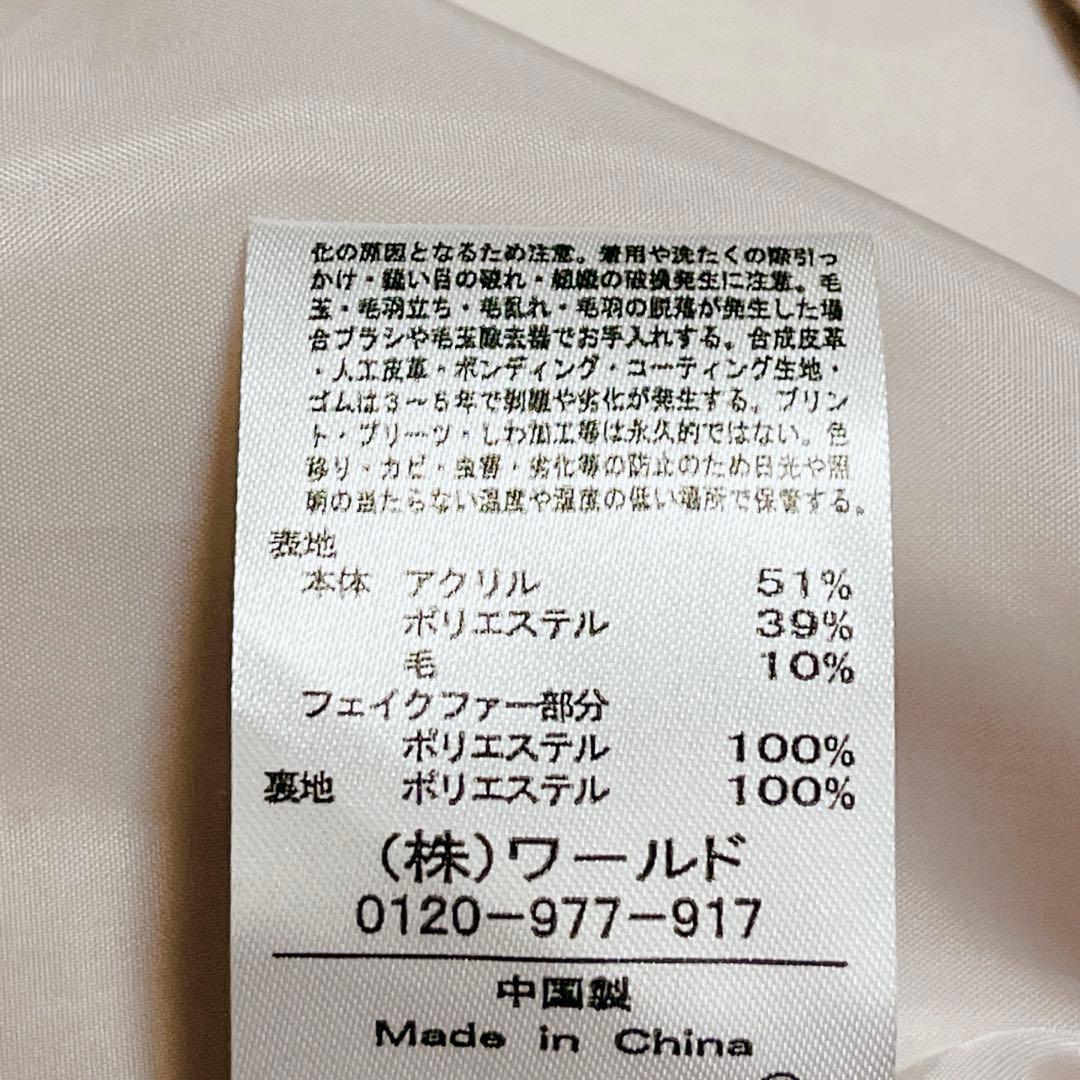 化の原因となるため注意。着用や洗たくの際引っ
かけ・縫い目の破れ・組織の破損発生に注意。毛
玉・毛羽立ち・毛乱れ・毛羽の脱落が発生した場
合ブラシや毛玉除去器でお手入れする。合成皮革
・人工皮革・ボンディング・コーティング生地・
ゴムは3～5年で剥離や劣化が発生する。プリン
ト・プリーツ・しわ加工等は永久的ではない。色
移り・カビ・虫害・劣化等の防止のため日光や照
明の当たらない温度や湿度の低い場所で保管する。
表地
本体 アクリル 51%
ポリエステル 39%
毛 10%
フェイクファー部分
ポリエステル 100%
裏地 ポリエステル 100%
(株)ワールド
0120-977-917
中国製
Made in China